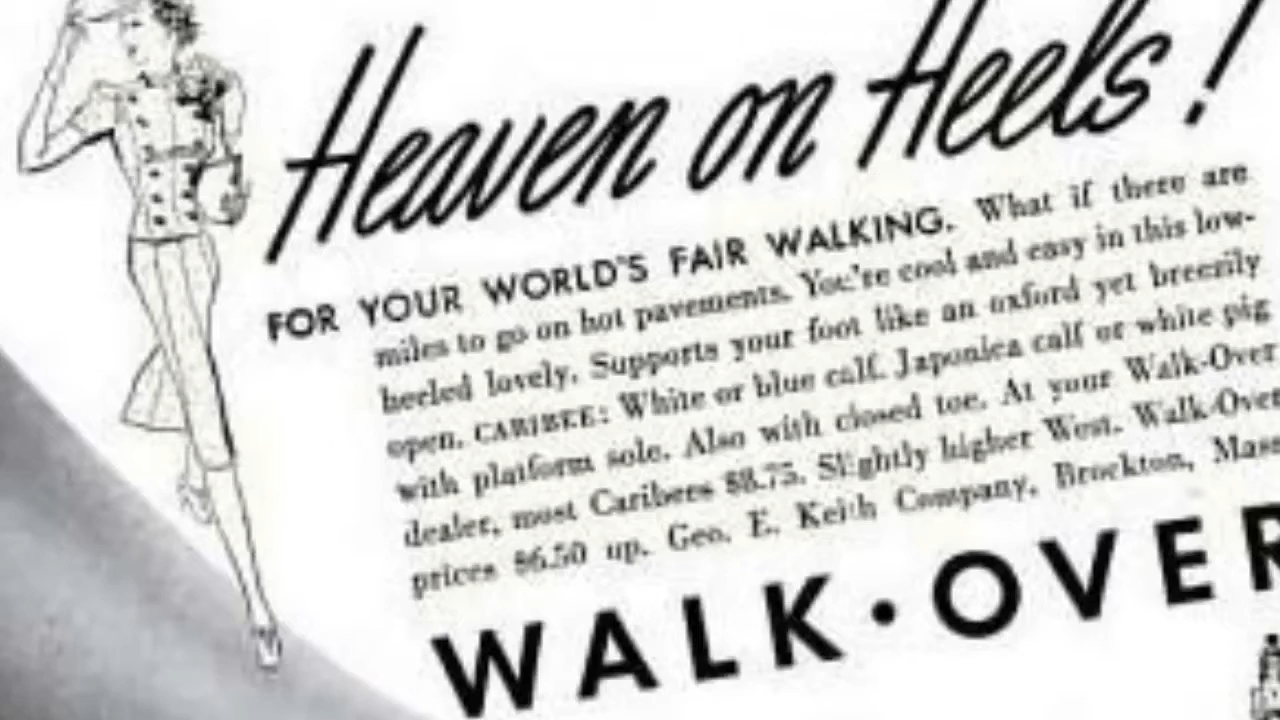 Heaven on Heels!
FOR YOUR WORLD'S FAIR WALKING. What if there are
miles to go on hot pavements. You're cool and easy in this low-
heeled lovely. Supports your foot like an oxford yet breezily
open. CARIBEE: White or blue calf. Japonica calf or white pig
with platform sole. Also with closed toe. At your Walk-Over
dealer, most Caribees $8.75. Slightly higher West. Walk-Over
prices $6.50 up. Geo. E. Keith Company, Brockton, Mass
WALK·OVER